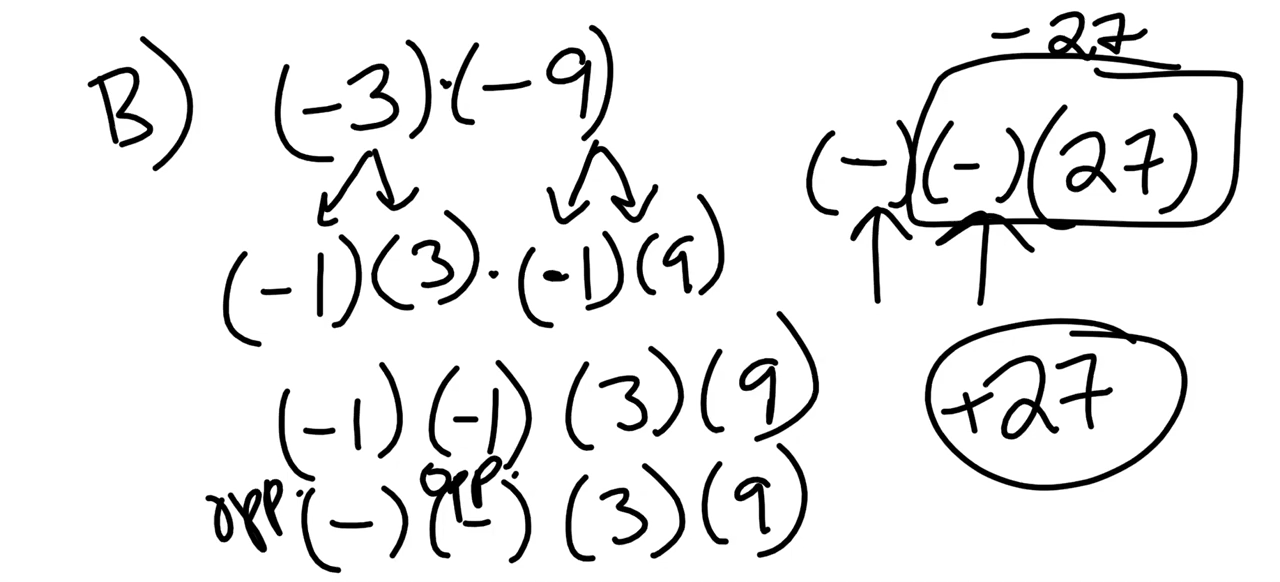 B) (-3)·(-9)
(-1)(3)·(-1)(9)
(-1)(-1)(3)(9)
opp. (-) opp. (-) (3)(9)
-27
(-)(-)(27)
+27